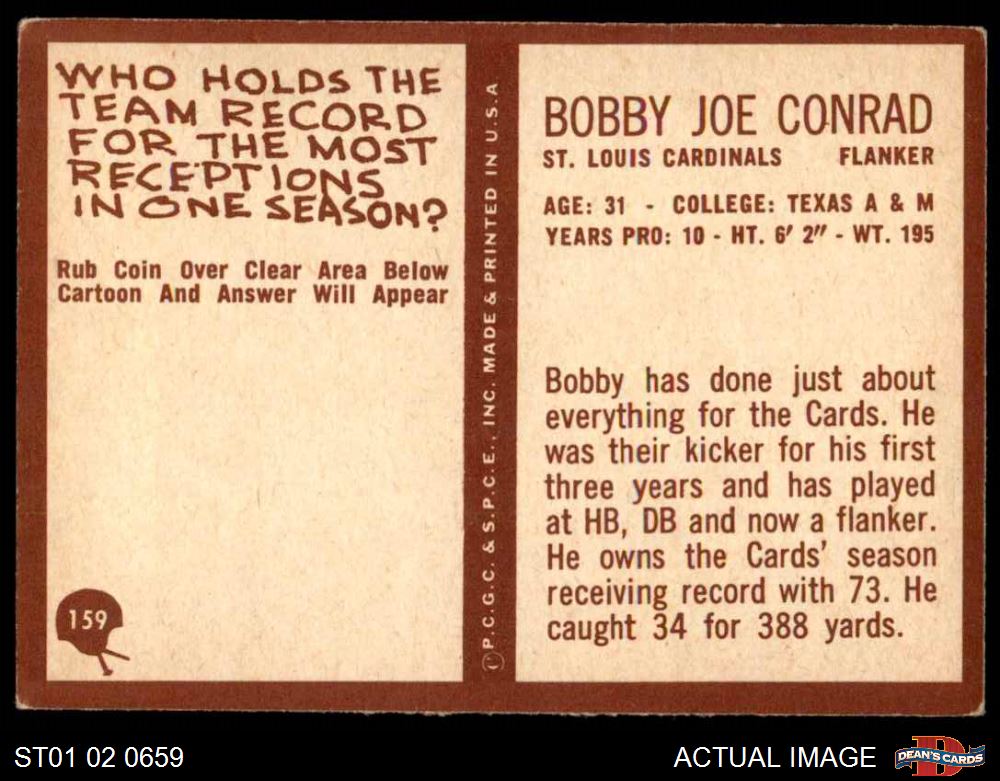 WHO HOLDS THE
TEAM RECORD
FOR THE MOST
RECEPTIONS
IN ONE SEASON?
Rub Coin Over Clear Area Below
Cartoon And Answer Will Appear
159
© P.C.G.C. & S.P.C.E., INC. MADE & PRINTED IN U.S.A
BOBBY JOE CONRAD
ST. LOUIS CARDINALS FLANKER
AGE: 31 - COLLEGE: TEXAS A & M
YEARS PRO: 10 - HT. 6' 2" - WT. 195
Bobby has done just about
everything for the Cards. He
was their kicker for his first
three years and has played
at HB, DB and now a flanker.
He owns the Cards' season
receiving record with 73. He
caught 34 for 388 yards.
ST01 02 0659
ACTUAL IMAGE
D
DEAN'S CARDS